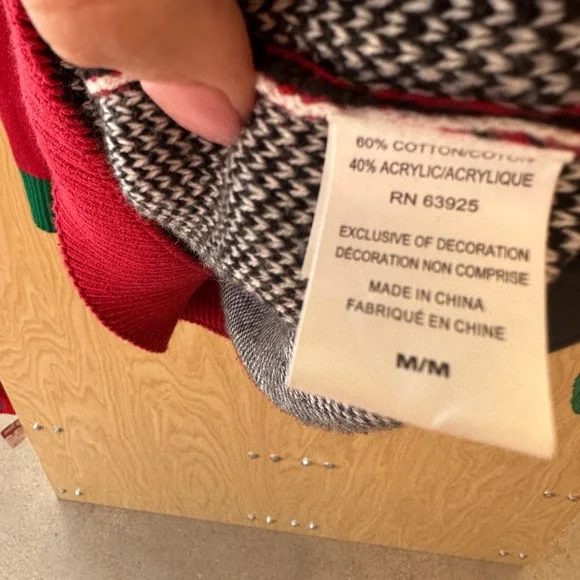 60% COTTON/COTON
40% ACRYLIC/ACRYLIQUE
RN 63925
EXCLUSIVE OF DECORATION
DÉCORATION NON COMPRISE
MADE IN CHINA
FABRIQUÉ EN CHINE
M/M